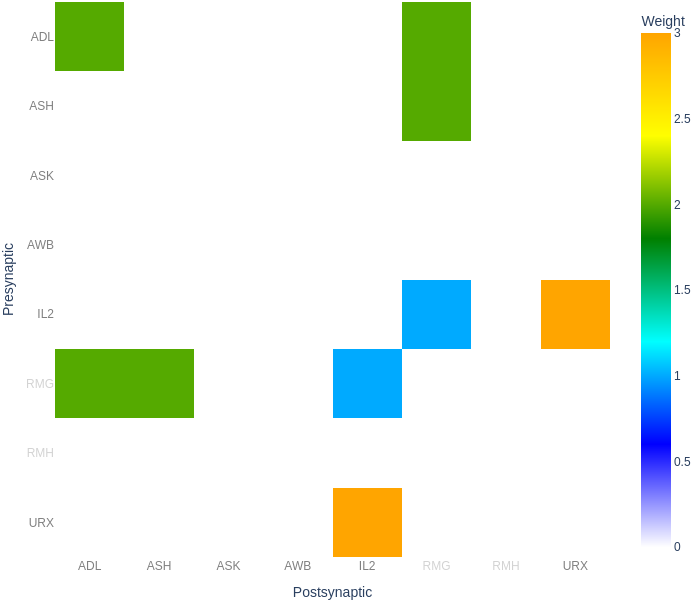 Weight
ADL
ASH
ASK
AWB
IL2
RMG
RMH
URX
Presynaptic
ADL ASH ASK AWB IL2 RMG RMH URX
Postsynaptic
3
2.5
2
1.5
1
0.5
0